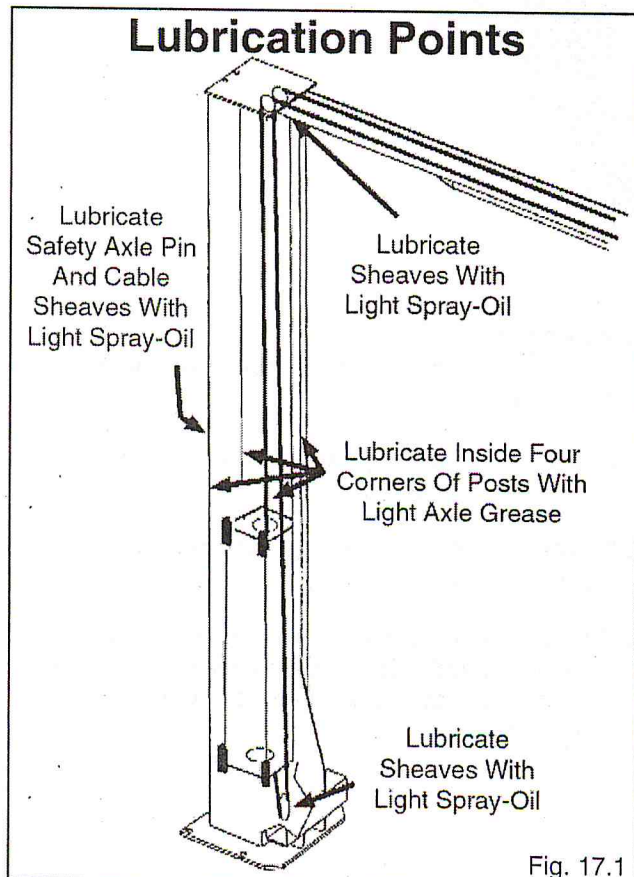 Lubrication Points
Lubricate
Safety Axle Pin
And Cable
Sheaves With
Light Spray-Oil
Lubricate
Sheaves With
Light Spray-Oil
Lubricate Inside Four
Corners Of Posts With
Light Axle Grease
Lubricate
Sheaves With
Light Spray-Oil
Fig. 17.1